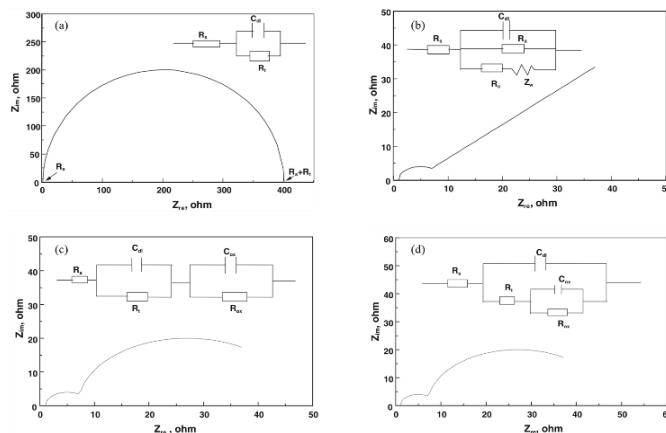 (a)
300
250
200
150
100
50
0
Z_im, ohm
C_dl
R_s
R_t
R_s
R_s+R_t
0 100 200 300 400
Z_re, ohm
(b)
50
40
30
20
10
0
Z_im, ohm
C_dl
R_s
Z_w
0 10 20 30 40 50 60
Z_re, ohm
(c)
50
40
30
20
10
0
Z_im, ohm
C_dl C_ox
R_s
R_t R_ox
0 10 20 30 40 50
Z_re, ohm
(d)
60
50
40
30
20
10
0
Z_im, ohm
C_dl
R_s
C_ox
R_t
R_ox
0 10 20 30 40 50
Z_re, ohm